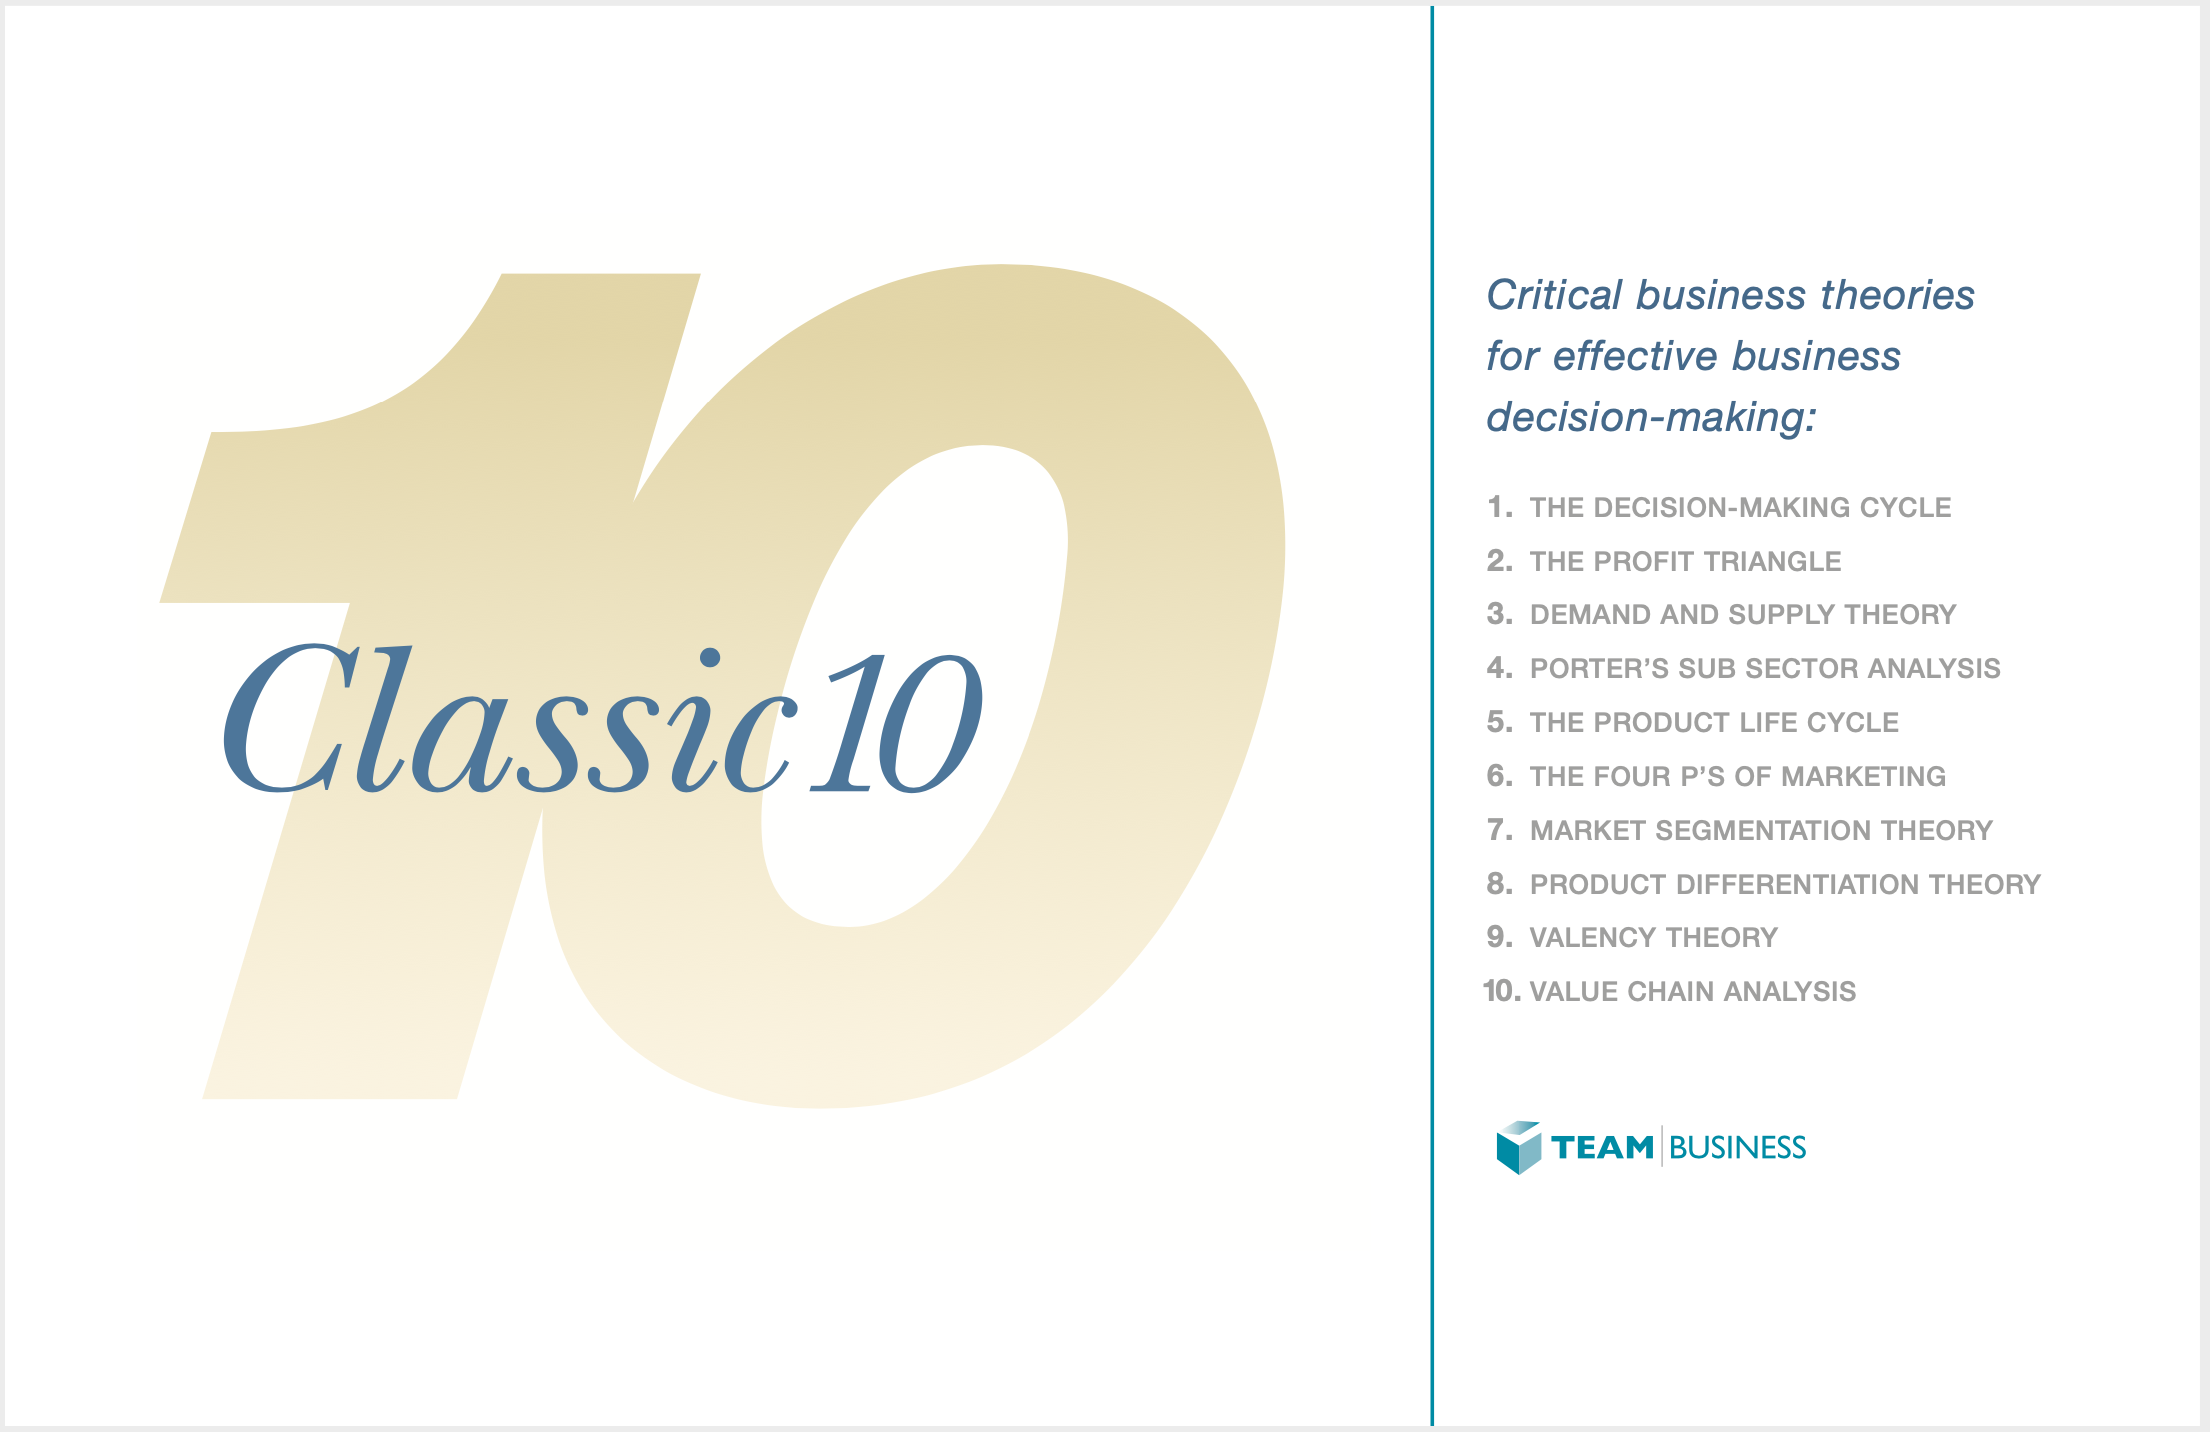 10
Classic 10
Critical business theories
for effective business
decision-making:
1. THE DECISION-MAKING CYCLE
2. THE PROFIT TRIANGLE
3. DEMAND AND SUPPLY THEORY
4. PORTER’S SUB SECTOR ANALYSIS
5. THE PRODUCT LIFE CYCLE
6. THE FOUR P’S OF MARKETING
7. MARKET SEGMENTATION THEORY
8. PRODUCT DIFFERENTIATION THEORY
9. VALENCY THEORY
10. VALUE CHAIN ANALYSIS
TEAM BUSINESS